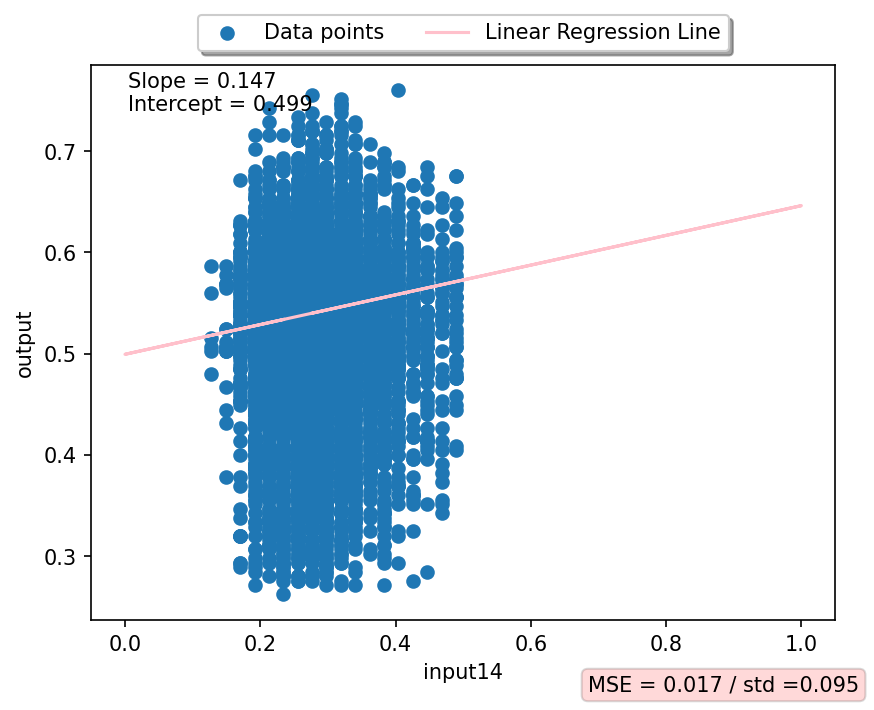 Data points
Linear Regression Line
Slope = 0.147
Intercept = 0.499
0.7
0.6
0.5
0.4
0.3
output
0.0 0.2 0.4 0.6 0.8 1.0
input14
MSE = 0.017 / std =0.095